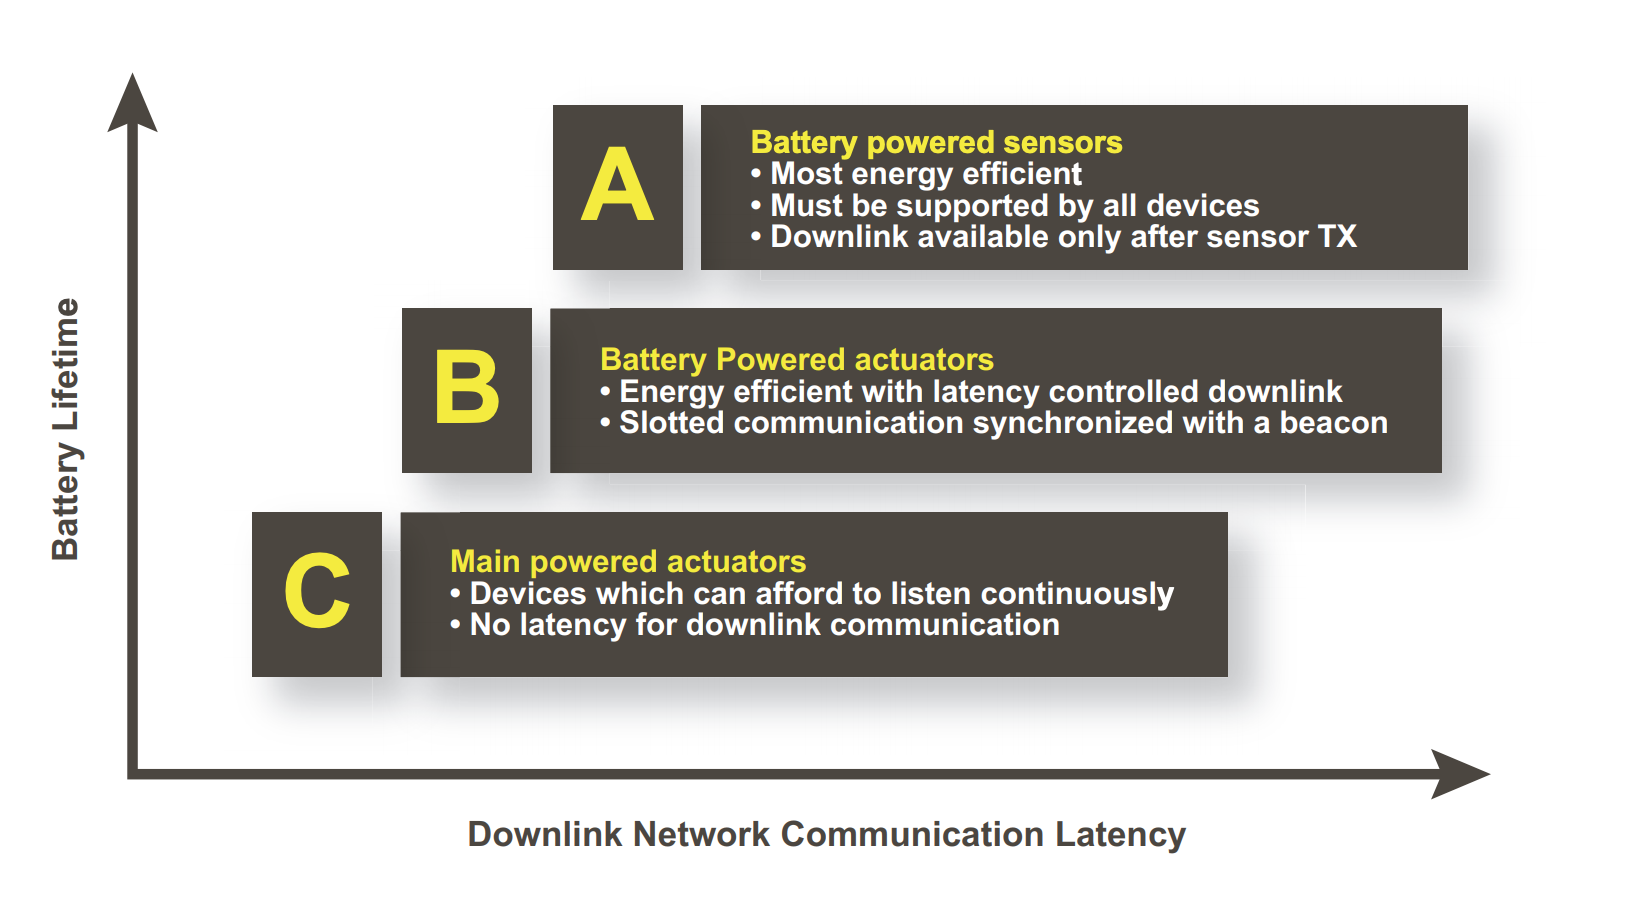 A
Battery powered sensors
• Most energy efficient
• Must be supported by all devices
• Downlink available only after sensor TX
B
Battery Powered actuators
• Energy efficient with latency controlled downlink
• Slotted communication synchronized with a beacon
C
Main powered actuators
• Devices which can afford to listen continuously
• No latency for downlink communication
Battery Lifetime
Downlink Network Communication Latency